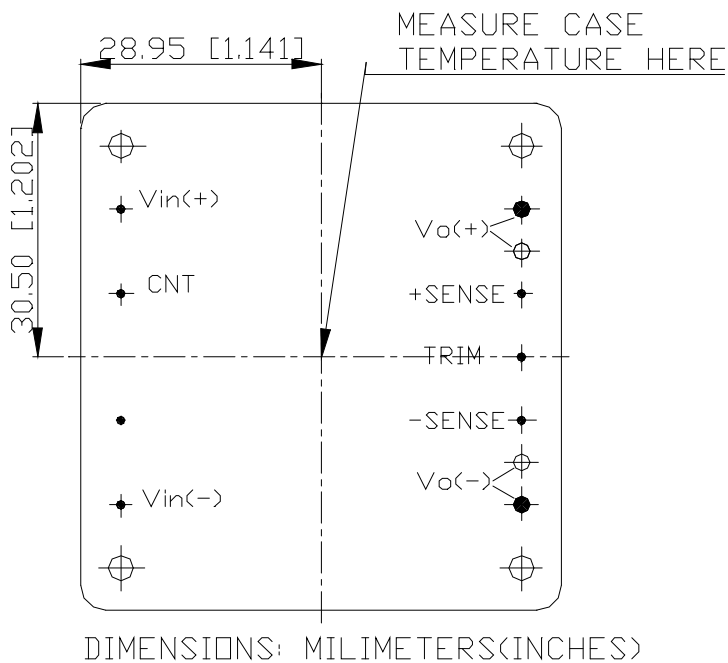 MEASURE CASE
TEMPERATURE HERE
28.95 [1.141]
30.50 [1.202]
Vin(+)
Vo(+)
CNT
+SENSE
TRIM
-SENSE
Vo(-)
Vin(-)
DIMENSIONS: MILIMETERS(INCHES)